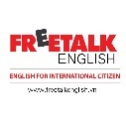 FREETALK
ENGLISH
ENGLISH FOR INTERNATIONAL CITIZEN
www.freetalkenglish.vn